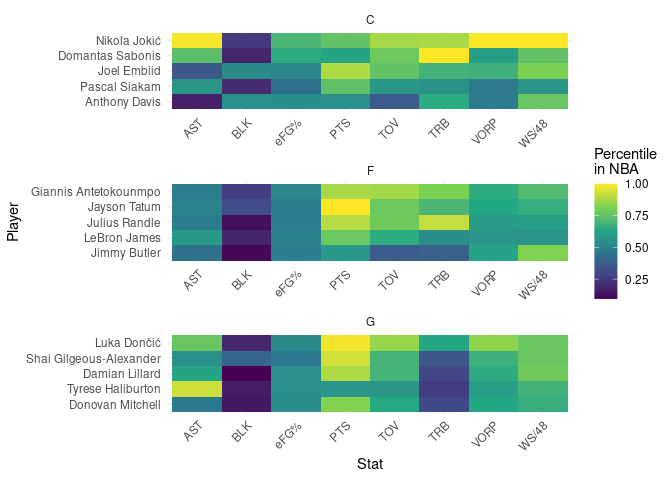 C
Nikola Jokić
Domantas Sabonis
Joel Embiid
Pascal Siakam
Anthony Davis
AST BLK eFG% PTS TOV TRB VORP WS/48
F
Giannis Antetokounmpo
Jayson Tatum
Julius Randle
LeBron James
Jimmy Butler
AST BLK eFG% PTS TOV TRB VORP WS/48
G
Luka Dončić
Shai Gilgeous-Alexander
Damian Lillard
Tyrese Haliburton
Donovan Mitchell
AST BLK eFG% PTS TOV TRB VORP WS/48
Stat
Player
Percentile
in NBA
1.00
0.75
0.50
0.25